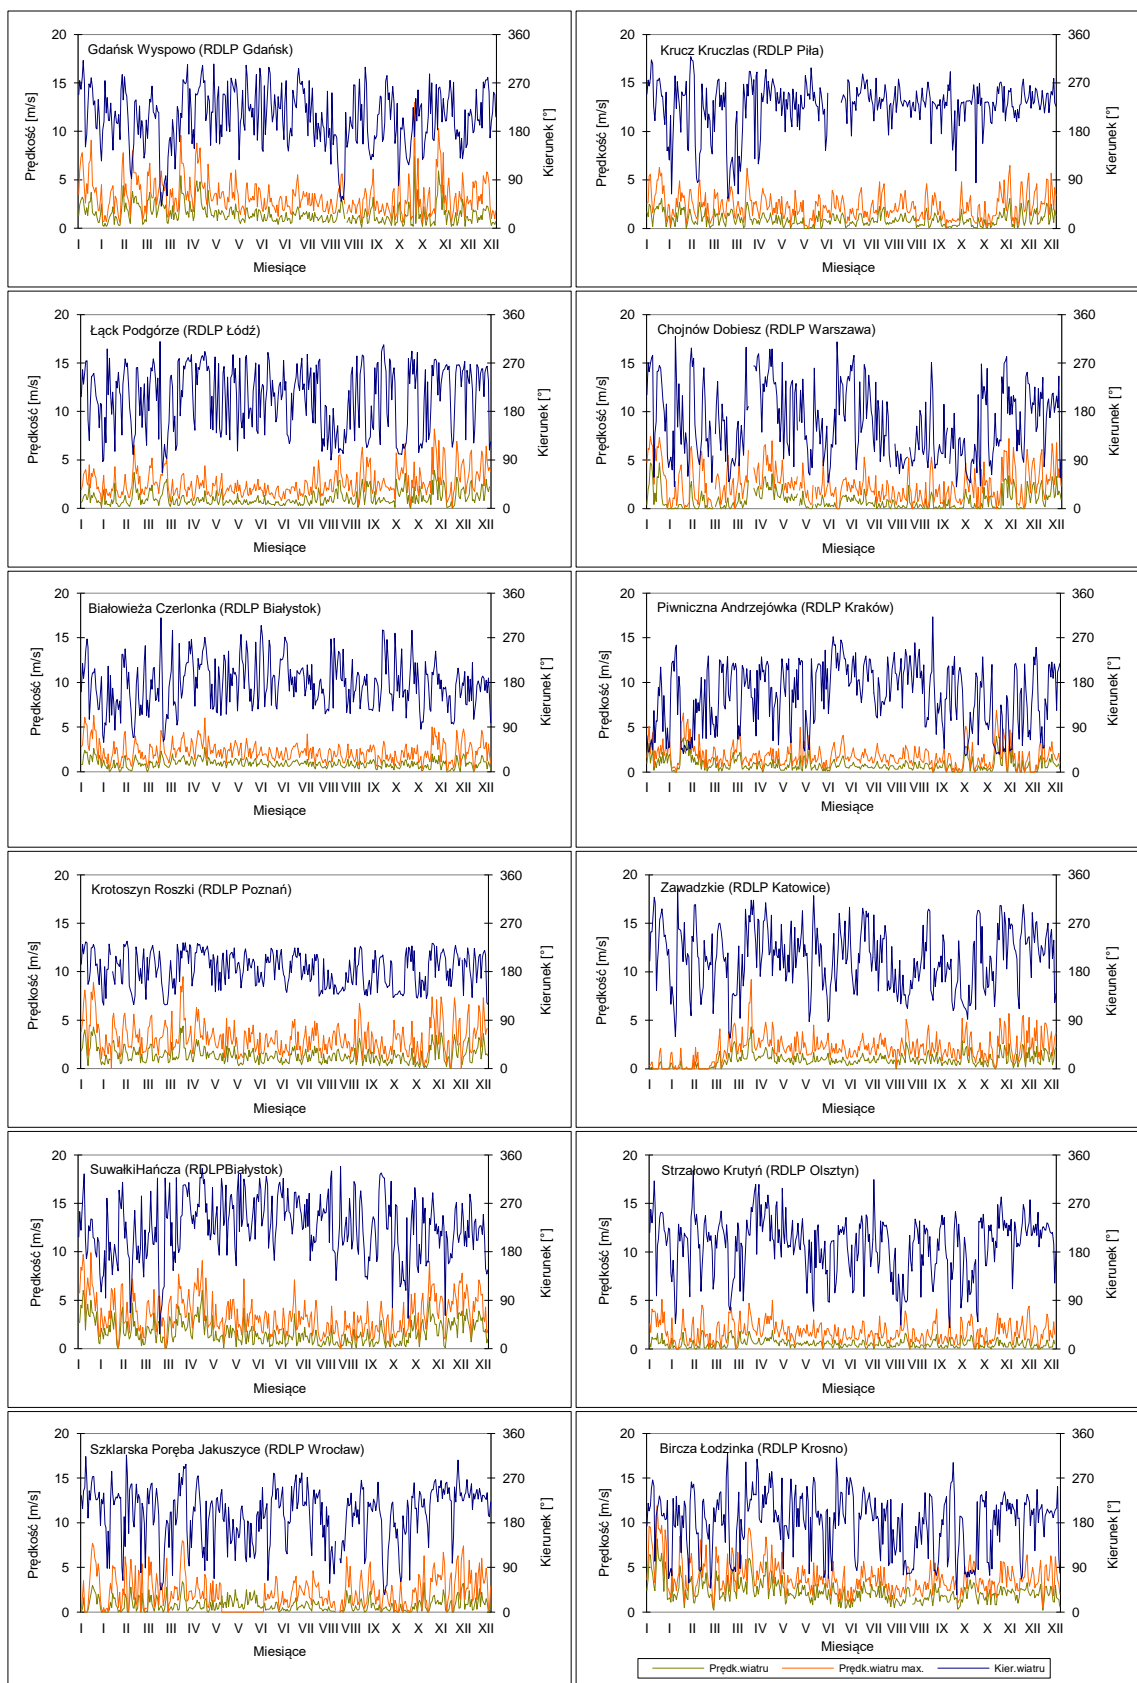 Gdańsk Wyspowo (RDLP Gdańsk)
20 15 10 5 0
Prędkość [m/s]
360 270 180 90 0
Kierunek [°]
I I II III III IV V V VI VI VII VIII VIII IX X X XI XII XII
Miesiące
Krucz Kruczlas (RDLP Piła)
20 15 10 5 0
Prędkość [m/s]
360 270 180 90 0
Kierunek [°]
I I II III III IV V V VI VI VII VIII VIII IX X X XI XII XII
Miesiące
Łąck Podgórze (RDLP Łódź)
20 15 10 5 0
Prędkość [m/s]
360 270 180 90 0
Kierunek [°]
I I II III III IV V V VI VI VII VIII VIII IX X X XI XII XII
Miesiące
Chojnów Dobiesz (RDLP Warszawa)
20 15 10 5 0
Prędkość [m/s]
360 270 180 90 0
Kierunek [°]
I I II III III IV V V VI VI VII VIII VIII IX X X XI XII XII
Miesiące
Białowieża Czerlonka (RDLP Białystok)
20 15 10 5 0
Prędkość [m/s]
360 270 180 90 0
Kierunek [°]
I I II III III IV V V VI VI VII VIII VIII IX X X XI XII XII
Miesiące
Piwniczna Andrzejówka (RDLP Kraków)
20 15 10 5 0
Prędkość [m/s]
360 270 180 90 0
Kierunek [°]
I I II III III IV V V VI VI VII VIII VIII IX X X XI XII XII
Miesiące
Krotoszyn Roszki (RDLP Poznań)
20 15 10 5 0
Prędkość [m/s]
360 270 180 90 0
Kierunek [°]
I I II III III IV V V VI VI VII VIII VIII IX X X XI XII XII
Miesiące
Zawadzkie (RDLP Katowice)
20 15 10 5 0
Prędkość [m/s]
360 270 180 90 0
Kierunek [°]
I I II III III IV V V VI VI VII VIII VIII IX X X XI XII XII
Miesiące
SuwałkiHańcza (RDLPBiałystok)
20 15 10 5 0
Prędkość [m/s]
360 270 180 90 0
Kierunek [°]
I I II III III IV V V VI VI VII VIII VIII IX X X XI XII XII
Miesiące
Strzałowo Krutyń (RDLP Olsztyn)
20 15 10 5 0
Prędkość [m/s]
360 270 180 90 0
Kierunek [°]
I I II III III IV V V VI VI VII VIII VIII IX X X XI XII XII
Miesiące
Szklarska Poręba Jakuszyce (RDLP Wrocław)
20 15 10 5 0
Prędkość [m/s]
360 270 180 90 0
Kierunek [°]
I I II III III IV V V VI VI VII VIII VIII IX X X XI XII XII
Miesiące
Bircza Łodzinka (RDLP Krosno)
20 15 10 5 0
Prędkość [m/s]
360 270 180 90 0
Kierunek [°]
I I II III III IV V V VI VI VII VIII VIII IX X X XI XII XII
Miesiące
Prędk.wiatru Prędk.wiatru max. Kier.wiatru